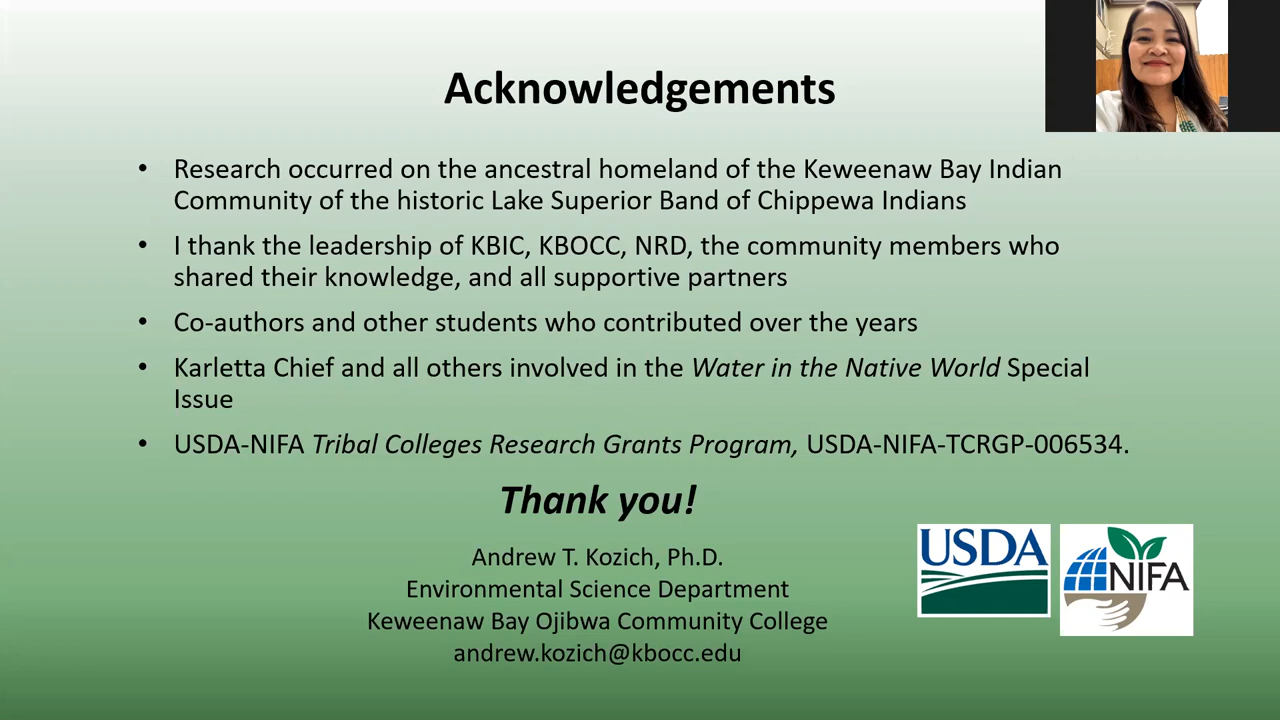 Acknowledgements
• Research occurred on the ancestral homeland of the Keweenaw Bay Indian
Community of the historic Lake Superior Band of Chippewa Indians
• I thank the leadership of KBIC, KBOCC, NRD, the community members who
shared their knowledge, and all supportive partners
• Co-authors and other students who contributed over the years
• Karletta Chief and all others involved in the Water in the Native World Special
Issue
• USDA-NIFA Tribal Colleges Research Grants Program, USDA-NIFA-TCRGP-006534.
Thank you!
Andrew T. Kozich, Ph.D.
Environmental Science Department
Keweenaw Bay Ojibwa Community College
andrew.kozich@kbocc.edu
USDA
NIFA